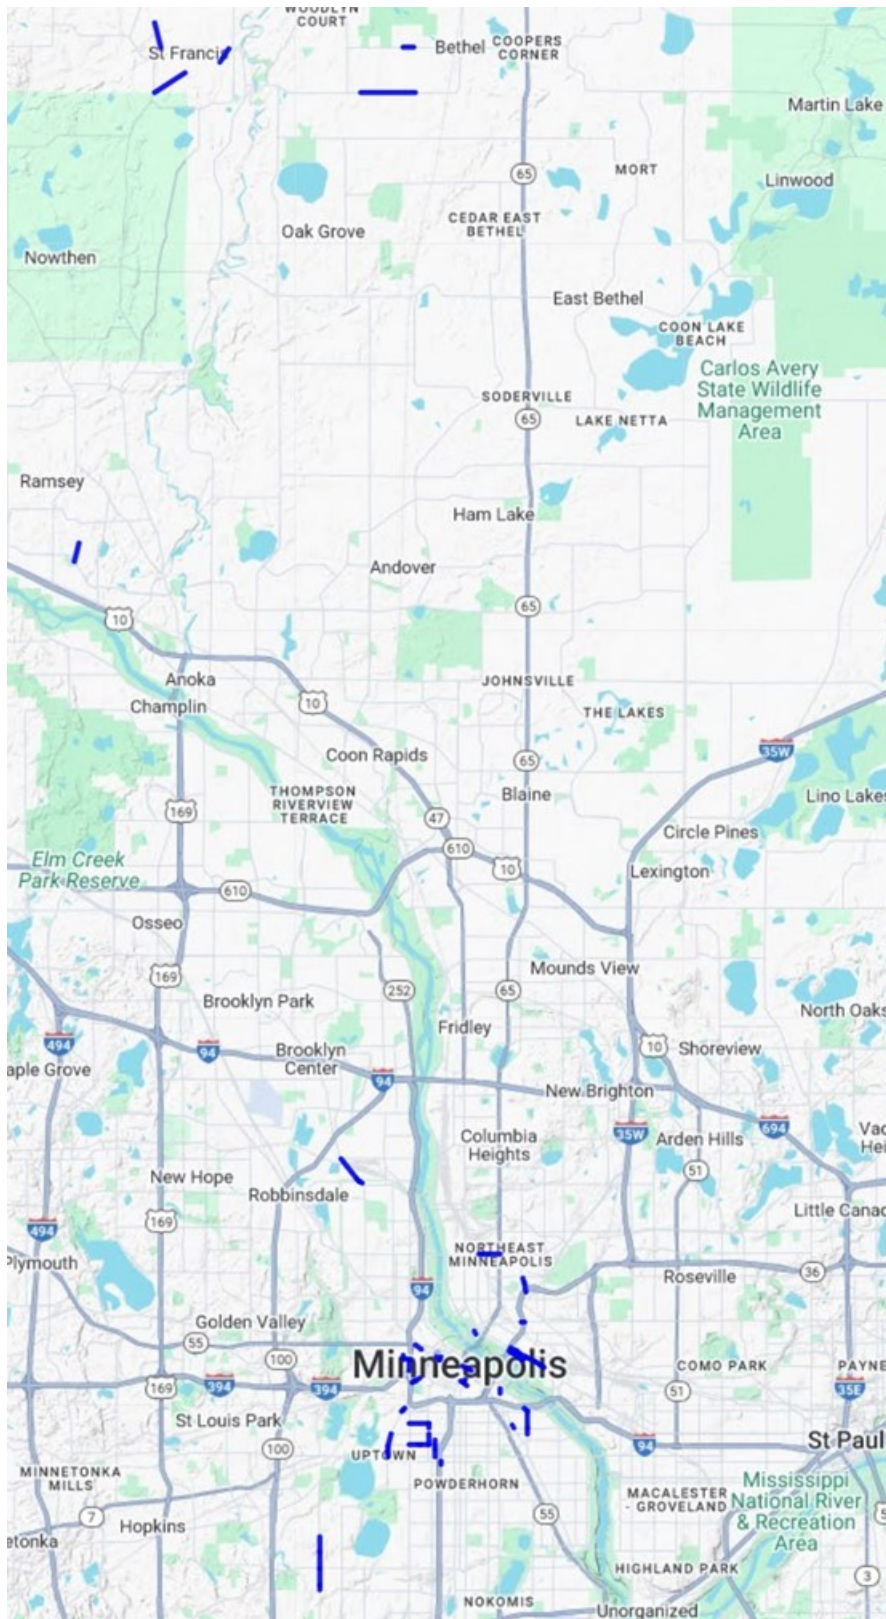 WOODLYN
COURT
St Francis
Bethel
COOPERS
CORNER
Martin Lake
65
MORT
Linwood
CEDAR EAST
BETHEL
Oak Grove
Nowthen
East Bethel
COON LAKE
BEACH
Carlos Avery
State Wildlife
Management
Area
SODERVILLE
65
LAKE NETTA
Ramsey
Ham Lake
Andover
65
10
Anoka
JOHNSVILLE
Champlin
10
THE LAKES
35W
Coon Rapids
65
THOMPSON
RIVERVIEW
TERRACE
Blaine
Lino Lakes
169
47
Circle Pines
610
10
Elm Creek
Park Reserve
Lexington
610
Osseo
169
Mounds View
252
65
Brooklyn Park
North Oaks
Fridley
494
94
Brooklyn
Center
10
Shoreview
aple Grove
94
New Brighton
694
35W
Columbia
Heights
Arden Hills
Vad
Hei
51
New Hope
Robbinsdale
169
Little Canad
494
NORTHEAST
MINNEAPOLIS
Plymouth
36
Roseville
94
Golden Valley
55
100
Minneapolis
COMO PARK
PAYNE
169
394
394
51
35E
St Louis Park
100
94
St Paul
UPTOWN
MINNETONKA
MILLS
POWDERHORN
Mississippi
National River
& Recreation
Area
MACALESTER
- GROVELAND
7
Hopkins
55
5
etonka
HIGHLAND PARK
3
NOKOMIS
Unorganized